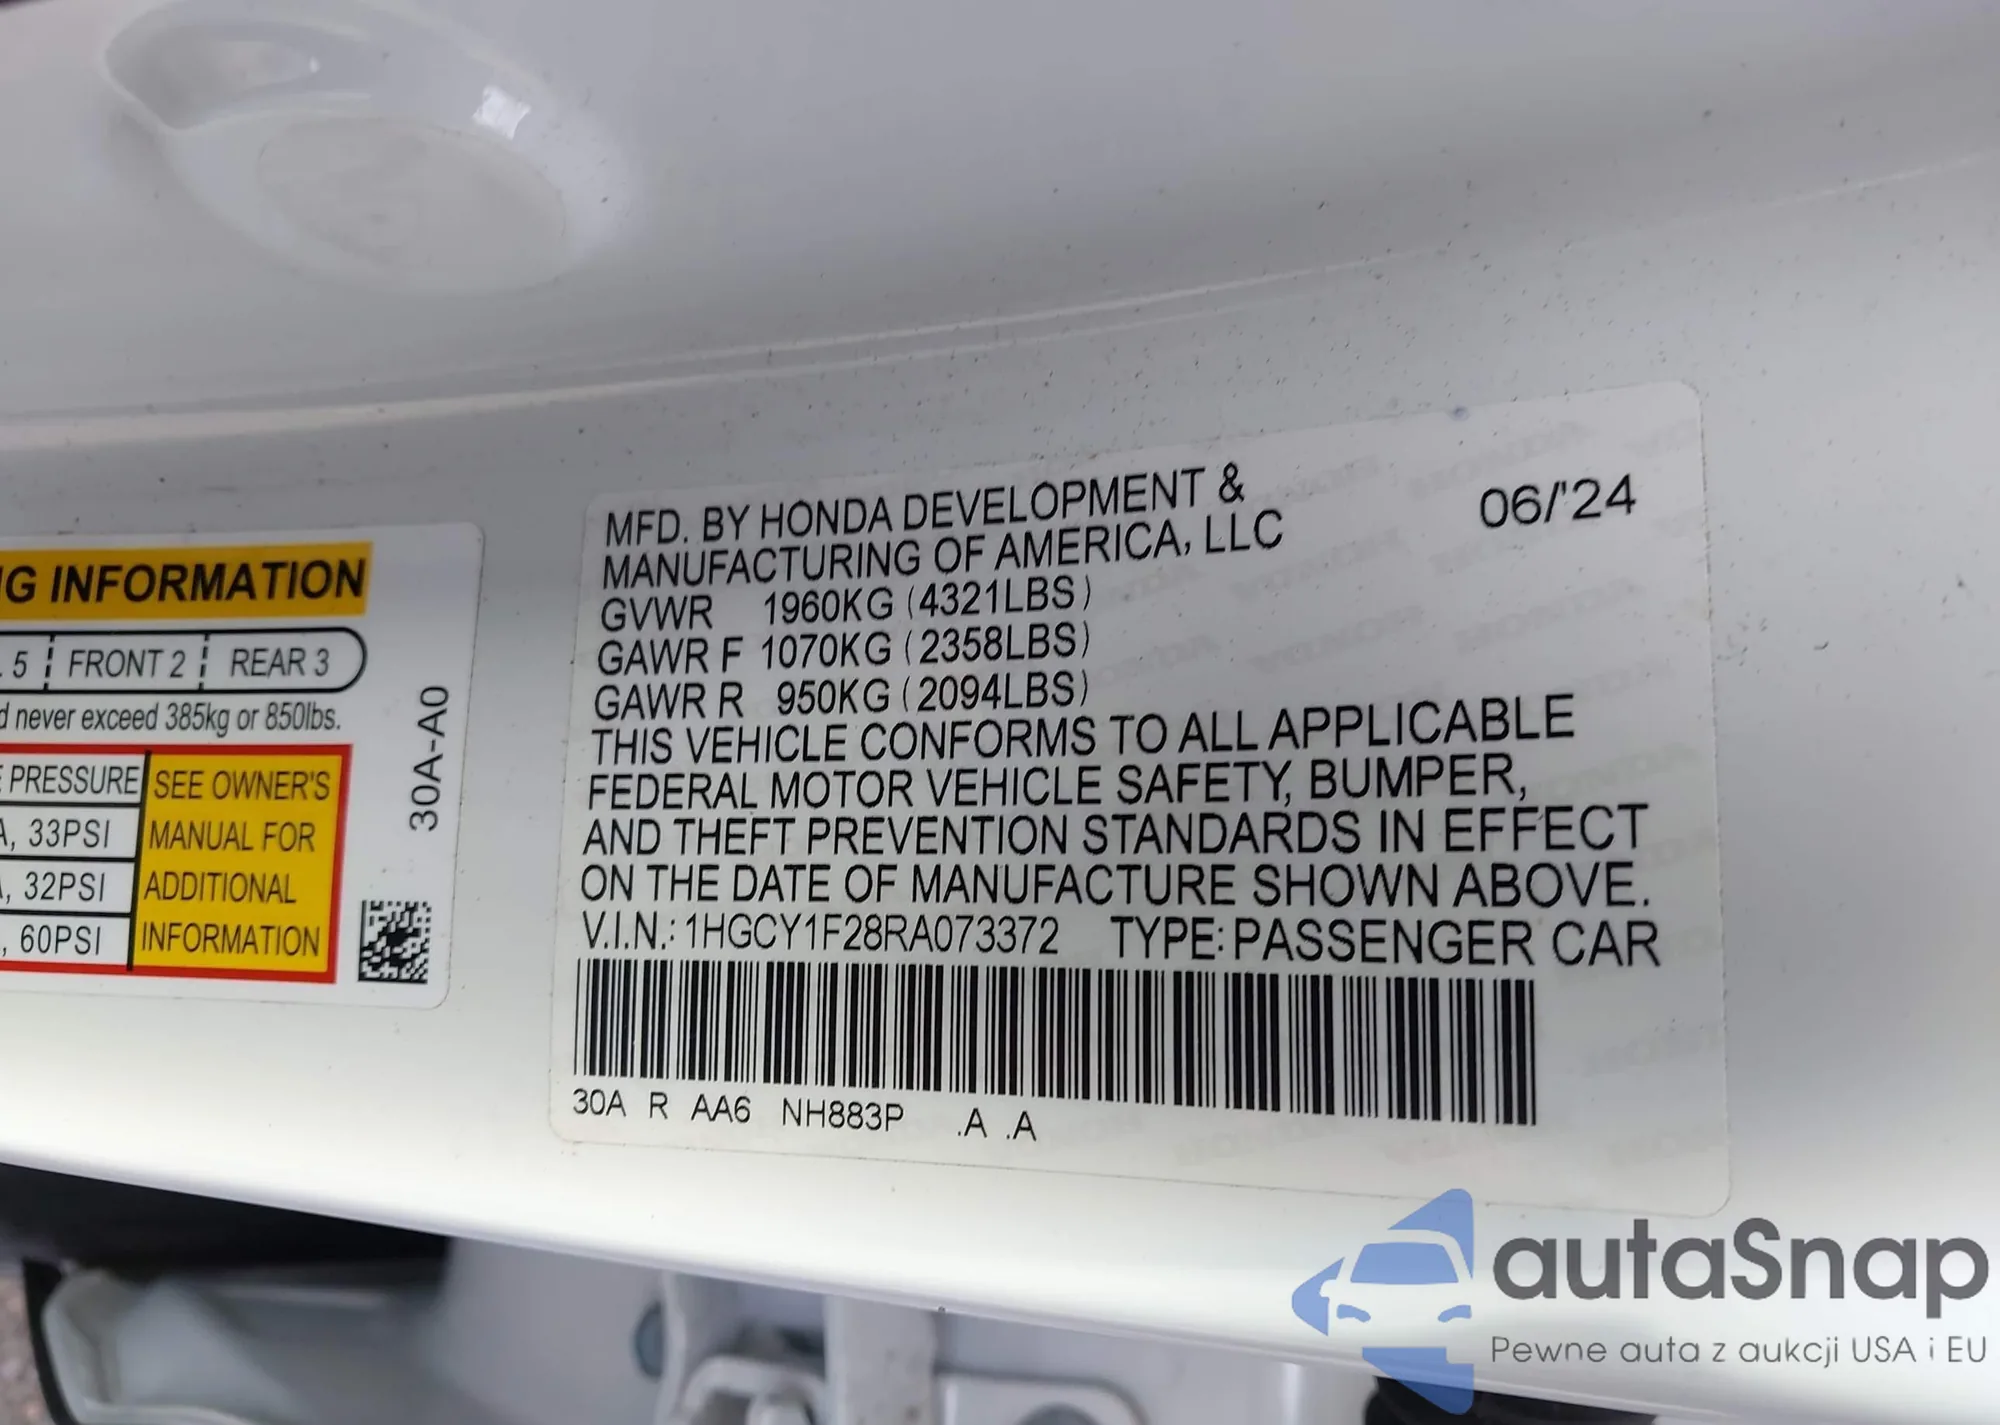 MFD. BY HONDA DEVELOPMENT &
MANUFACTURING OF AMERICA, LLC
06/'24
GVWR 1960KG (4321LBS)
GAWR F 1070KG (2358LBS)
GAWR R 950KG (2094LBS)
THIS VEHICLE CONFORMS TO ALL APPLICABLE
FEDERAL MOTOR VEHICLE SAFETY, BUMPER,
AND THEFT PREVENTION STANDARDS IN EFFECT
ON THE DATE OF MANUFACTURE SHOWN ABOVE.
V.I.N.: 1HGCY1F28RA073372 TYPE: PASSENGER CAR
30A R AA6 NH883P .A .A
INFORMATION
5 FRONT 2 REAR 3
never exceed 385kg or 850lbs.
PRESSURE
33PSI
32PSI
60PSI
SEE OWNER'S
MANUAL FOR
ADDITIONAL
INFORMATION
30A-A0
autaSnap
Pewne auta z aukcji USA i EU